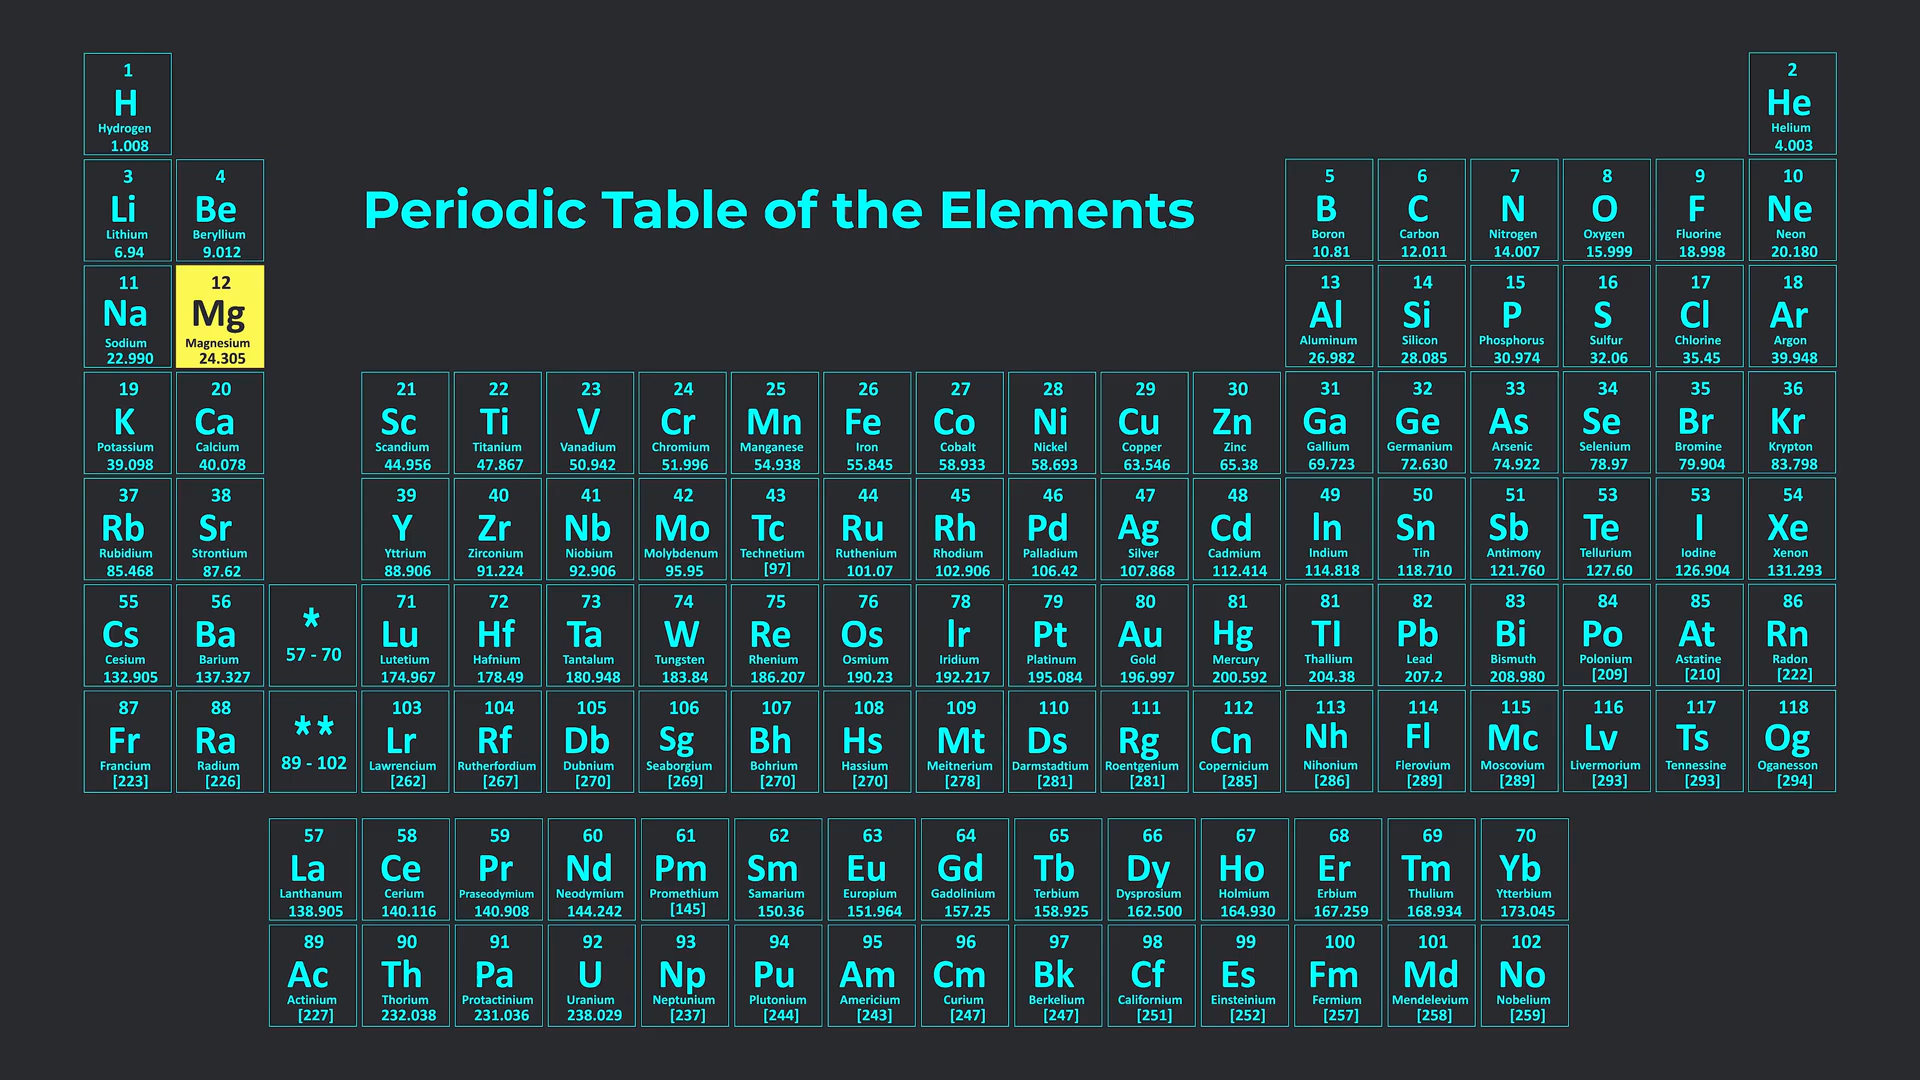 1 2
H He
Hydrogen Helium
1.008 4.003
3 4 5 6 7 8 9 10
Li Be Periodic Table of the Elements B C N O F Ne
Lithium Beryllium Boron Carbon Nitrogen Oxygen Fluorine Neon
6.94 9.012 10.81 12.011 14.007 15.999 18.998 20.180
11 12 13 14 15 16 17 18
Na Mg Al Si P S Cl Ar
Sodium Magnesium Aluminum Silicon Phosphorus Sulfur Chlorine Argon
22.990 24.305 26.982 28.085 30.974 32.06 35.45 39.948
19 20 21 22 23 24 25 26 27 28 29 30 31 32 33 34 35 36
K Ca Sc Ti V Cr Mn Fe Co Ni Cu Zn Ga Ge As Se Br Kr
Potassium Calcium Scandium Titanium Vanadium Chromium Manganese Iron Cobalt Nickel Copper Zinc Gallium Germanium Arsenic Selenium Bromine Krypton
39.098 40.078 44.956 47.867 50.942 51.996 54.938 55.845 58.933 58.693 63.546 65.38 69.723 72.630 74.922 78.97 79.904 83.798
37 38 39 40 41 42 43 44 45 46 47 48 49 50 51 53 53 54
Rb Sr Y Zr Nb Mo Tc Ru Rh Pd Ag Cd In Sn Sb Te I Xe
Rubidium Strontium Yttrium Zirconium Niobium Molybdenum Technetium Ruthenium Rhodium Palladium Silver Cadmium Indium Tin Antimony Tellurium Iodine Xenon
85.468 87.62 88.906 91.224 92.906 95.95 [97] 101.07 102.906 106.42 107.868 112.414 114.818 118.710 121.760 127.60 126.904 131.293
55 56 71 72 73 74 75 76 78 79 80 81 81 82 83 84 85 86
Cs Ba * Lu Hf Ta W Re Os Ir Pt Au Hg TI Pb Bi Po At Rn
Cesium Barium 57 - 70 Lutetium Hafnium Tantalum Tungsten Rhenium Osmium Iridium Platinum Gold Mercury Thallium Lead Bismuth Polonium Astatine Radon
132.905 137.327 174.967 178.49 180.948 183.84 186.207 190.23 192.217 195.084 196.997 200.592 204.38 207.2 208.980 [209] [210] [222]
87 88 103 104 105 106 107 108 109 110 111 112 113 114 115 116 117 118
Fr Ra ** Lr Rf Db Sg Bh Hs Mt Ds Rg Cn Nh Fl Mc Lv Ts Og
Francium Radium 89 - 102 Lawrencium Rutherfordium Dubnium Seaborgium Bohrium Hassium Meitnerium Darmstadtium Roentgenium Copernicium Nihonium Flerovium Moscovium Livermorium Tennessine Oganesson
[223] [226] [262] [267] [270] [269] [270] [270] [278] [281] [281] [285] [286] [289] [289] [293] [293] [294]
57 58 59 60 61 62 63 64 65 66 67 68 69 70
La Ce Pr Nd Pm Sm Eu Gd Tb Dy Ho Er Tm Yb
Lanthanum Cerium Praseodymium Neodymium Promethium Samarium Europium Gadolinium Terbium Dysprosium Holmium Erbium Thulium Ytterbium
138.905 140.116 140.908 144.242 [145] 150.36 151.964 157.25 158.925 162.500 164.930 167.259 168.934 173.045
89 90 91 92 93 94 95 96 97 98 99 100 101 102
Ac Th Pa U Np Pu Am Cm Bk Cf Es Fm Md No
Actinium Thorium Protactinium Uranium Neptunium Plutonium Americium Curium Berkelium Californium Einsteinium Fermium Mendelevium Nobelium
[227] 232.038 231.036 238.029 [237] [244] [243] [247] [247] [251] [252] [257] [258] [259]